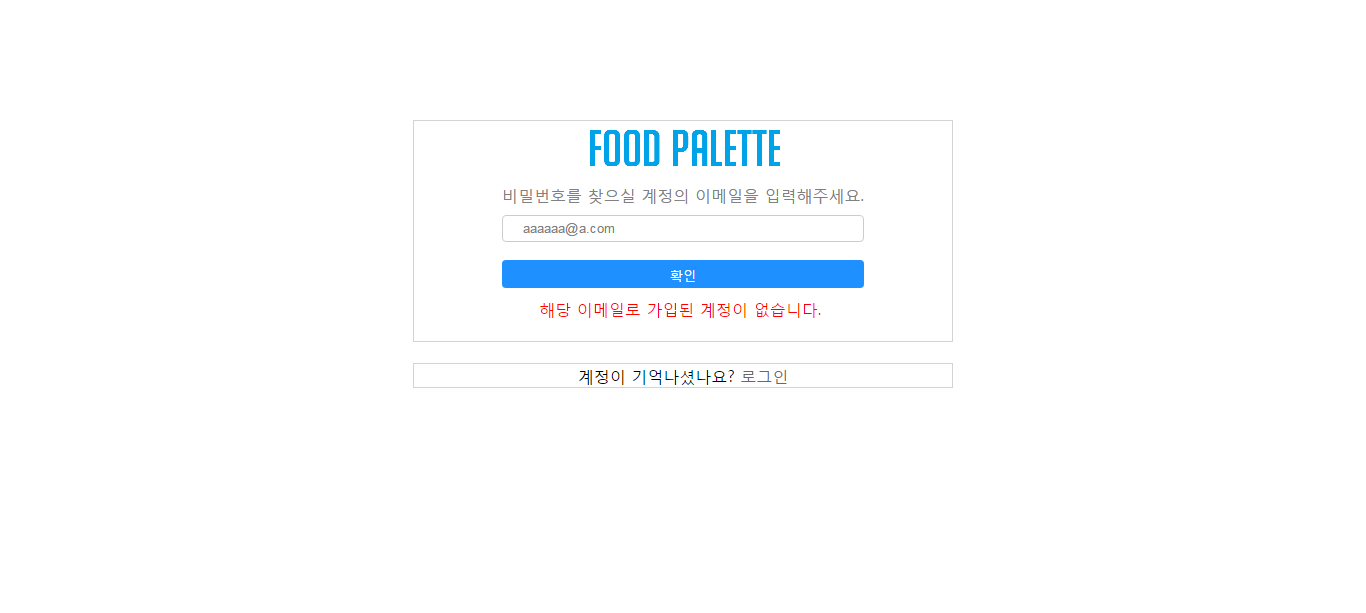 FOOD PALETTE
비밀번호를 찾으실 계정의 이메일을 입력해주세요.
aaaaaa@a.com
확인
해당 이메일로 가입된 계정이 없습니다.
계정이 기억나셨나요? 로그인